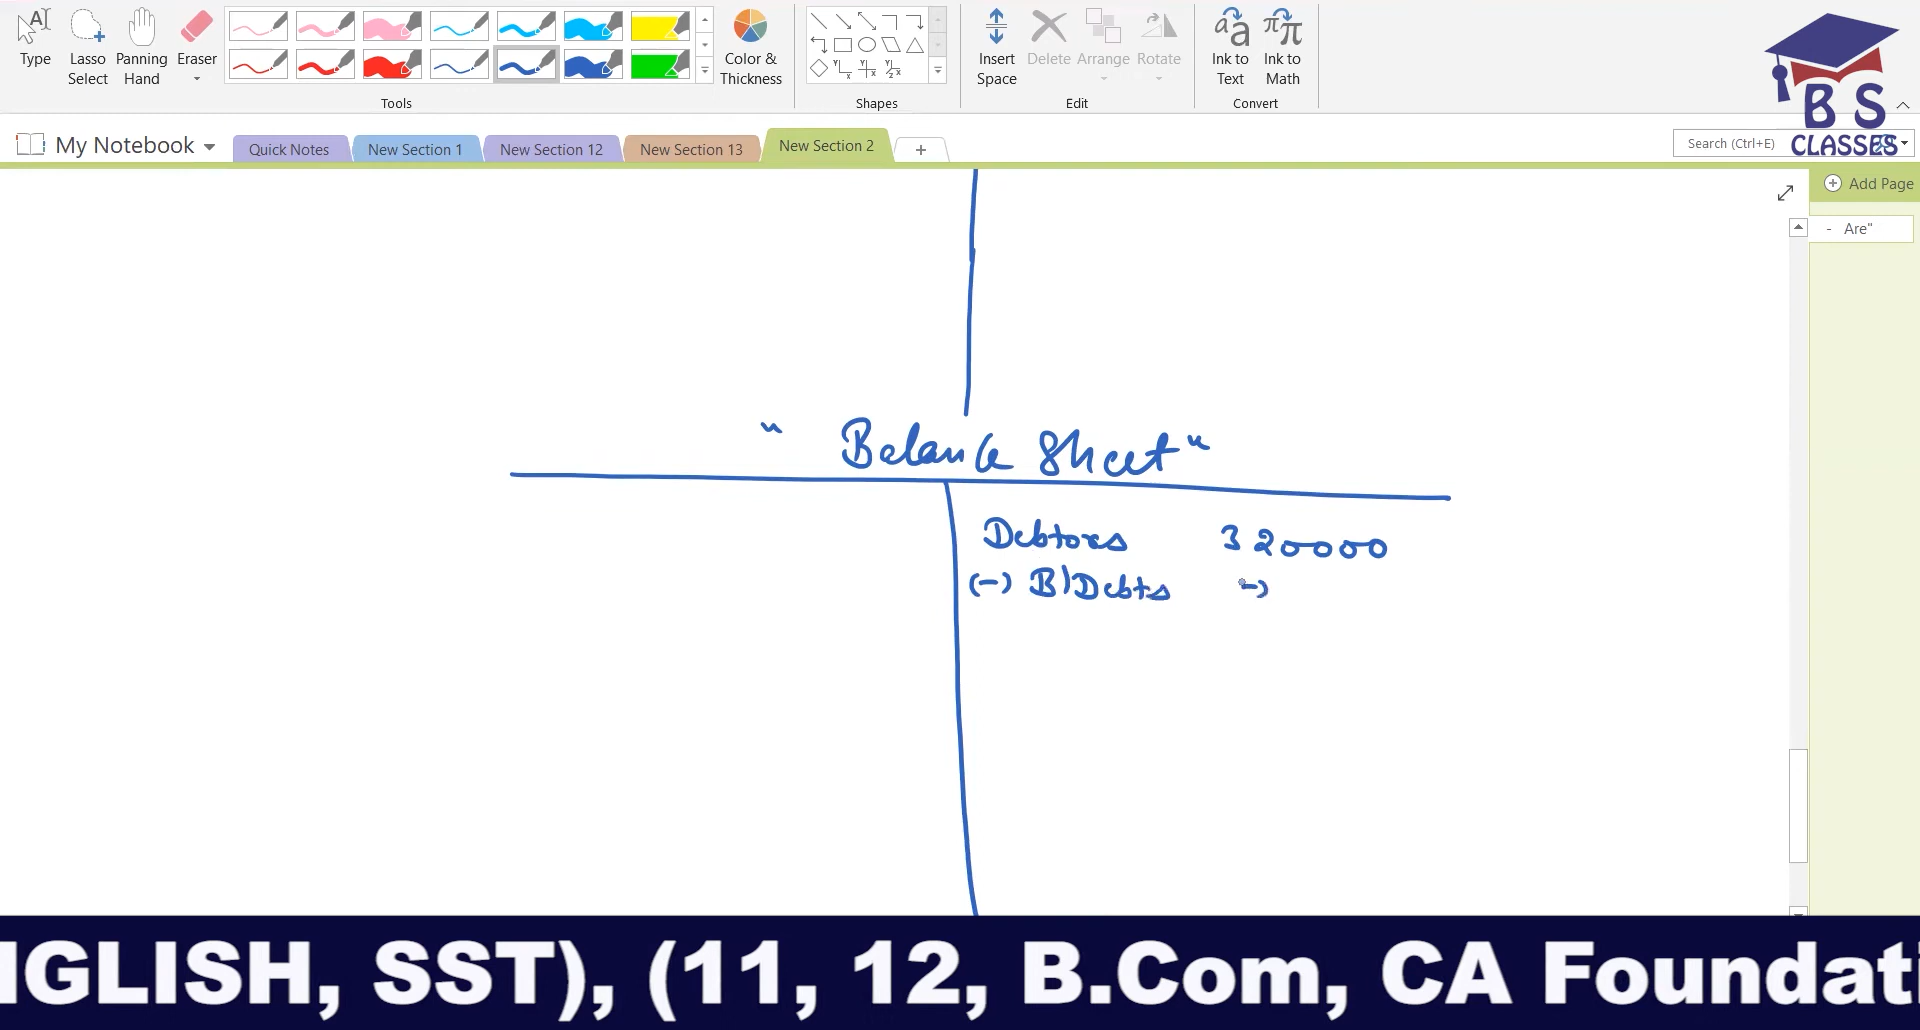 Type
Lasso Select
Panning Hand
Eraser
Color & Thickness
Insert Space
Delete
Arrange
Rotate
Ink to Text
Ink to Math
Tools
Shapes
Edit
Convert
B S
CLASSES
My Notebook
Quick Notes
New Section 1
New Section 12
New Section 13
New Section 2
Search (Ctrl+E)
Add Page
- Are"
" Balance Sheet"
Debtors 320000
(-) B/Debts -)
NGLISH, SST), (11, 12, B.Com, CA Foundati